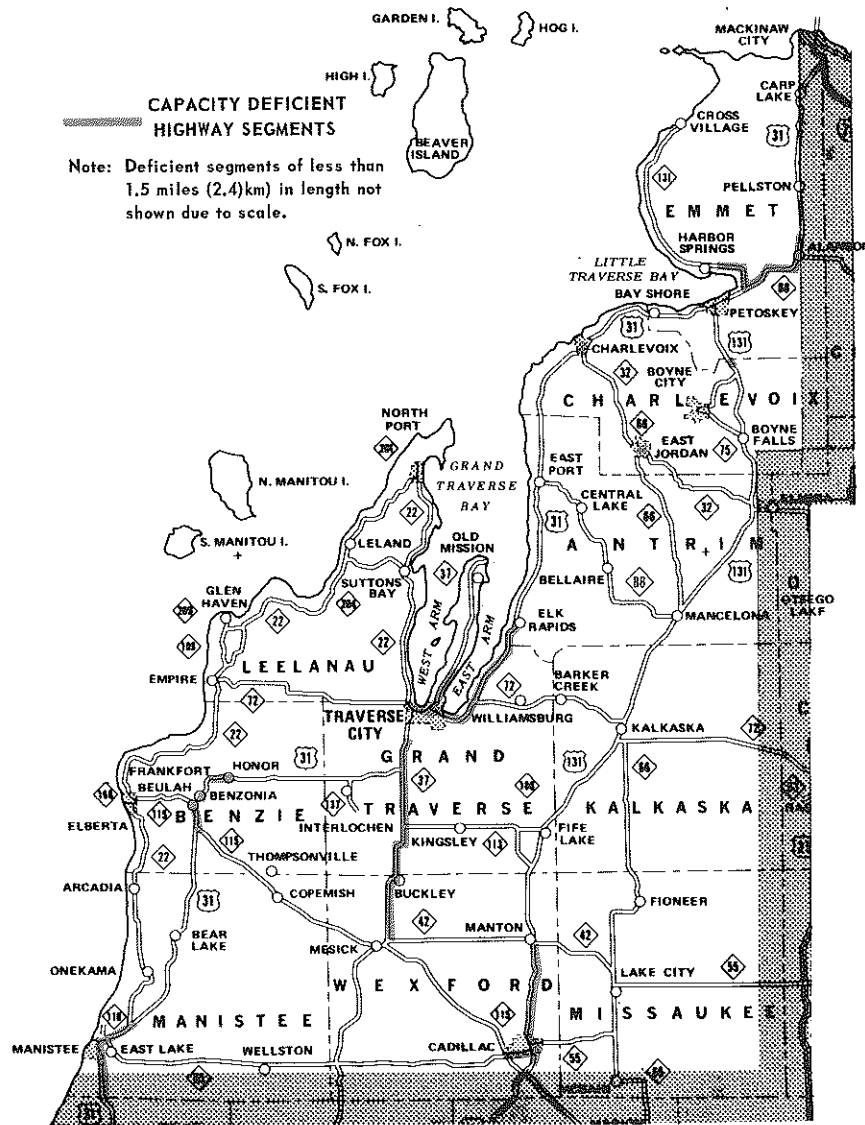 GARDEN I.
HOG I.
MACKINAW
CITY
HIGH I.
CAPACITY DEFICIENT
HIGHWAY SEGMENTS
CARP
LAKE
CROSS
VILLAGE
BEAVER
ISLAND
31
Note: Deficient segments of less than
1.5 miles (2.4)km) in length not
shown due to scale.
131
PELLSTON
EMMET
HARBOR
SPRINGS
N. FOX I.
LITTLE
TRAVERSE BAY
S. FOX I.
BAY SHORE
88
PETOSKEY
31
131
CHARLEVOIX
32
BOYNE
CITY
CHARLEVOIX
NORTH
PORT
66
BOYNE
FALLS
EAST
JORDAN
75
GRAND
TRAVERSE
BAY
EAST
PORT
N. MANITOU I.
CENTRAL
LAKE
32
22
OLD
MISSION
31
66
S. MANITOU I.
LELAND
37
ANTRIM
SUTTONS
BAY
BELLAIRE
88
131
GLEN
HAVEN
204
OTSEGO
LAKE
MANCELONA
209
22
WEST ARM
EAST ARM
ELK
RAPIDS
109
22
LEELANAU
EMPIRE
72
BARKER
CREEK
72
TRAVERSE
CITY
WILLIAMSBURG
KALKASKA
72
22
31
GRAND
FRANKFORT
HONOR
131
66
BEULAH
BENZONIA
37
115
BENZIE
137
TRAVERSE
KALKASKA
ELBERTA
INTERLOCHEN
FIFE
LAKE
115
KINGSLEY
113
22
THOMPSONVILLE
ARCADIA
31
COPEMISH
BUCKLEY
FIONEER
42
BEAR
LAKE
MANTON
42
MESICK
ONEKAMA
LAKE CITY
55
WEXFORD
110
MANISTEE
115
MISSAUKEE
MANISTEE
EAST LAKE
WELLSTON
CADILLAC
55
31